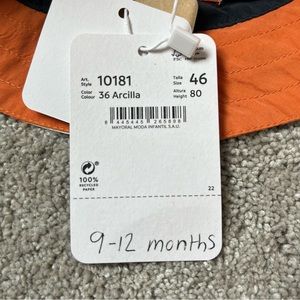 Art. Style 10181 Talla Size 46
Color Colour 36 Arcilla Altura Height 80
MAYORAL MODA INFANTIL S.A.U.
100%
RECYCLED
PAPER
22
9-12 months